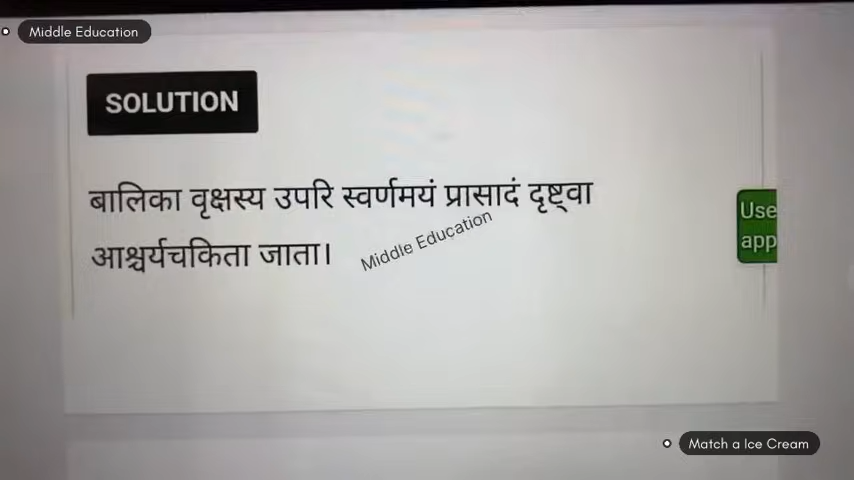 Middle Education
SOLUTION
बालिका वृक्षस्य उपरि स्वर्णमयं प्रासादं दृष्ट्वा
आश्चर्यचकिता जाता।
Middle Education
Use
app
Match a Ice Cream